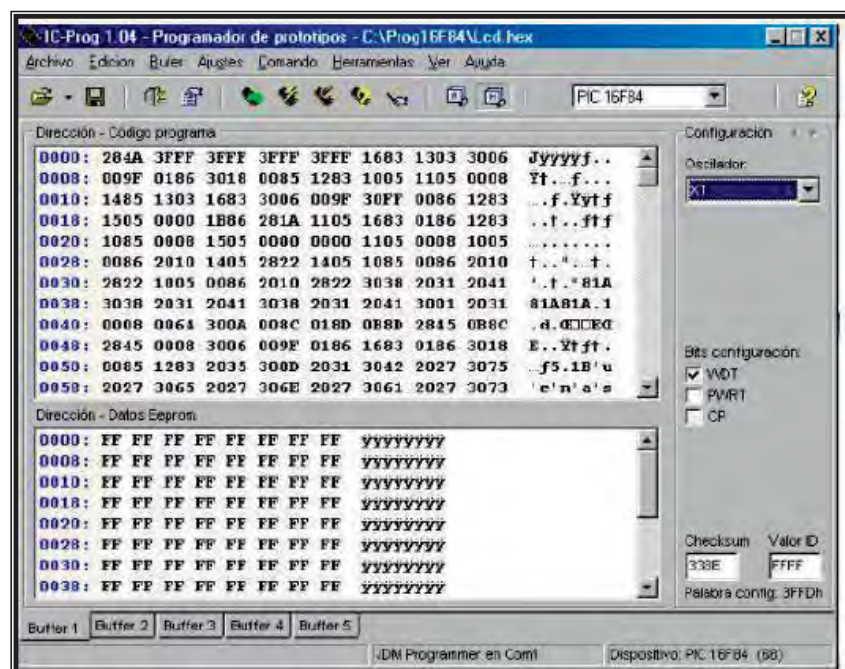 IC-Prog 1.04 - Programador de prototipos - C:\Prog16F84\Lcd.hex
Archivo Edicion Bufer Ajustes Comando Herramientas Ver Ayuda
PIC 16F84
Dirección - Código programa
0000: 284A 3FFF 3FFF 3FFF 3FFF 1683 1303 3006 Jÿÿÿÿƒ..
0008: 009F 0186 3018 0085 1283 1005 1105 0008 Ÿ†.…ƒ...
0010: 1485 1303 1683 3006 009F 30FF 0086 1283 ….ƒ.Ÿÿ†ƒ
0018: 1505 0000 1B86 281A 1105 1683 0186 1283 ..†..ƒ†ƒ
0020: 1085 0008 1505 0000 0000 1105 0008 1005
0028: 0086 2010 1405 2822 1405 1085 0086 2010
0030: 2822 1005 0086 2010 2822 3038 2031 2041
0038: 3038 2031 2041 3038 2031 2041 3001 2031 81A81A.1
0040: 0008 0064 300A 008C 018D 0B8D 2845 0B8C
0048: 2845 0008 3006 009F 0186 1683 0186 3018 E..Ÿ†ƒ†.
0050: 0085 1283 2035 300D 2031 3042 2027 3075 …ƒ5.1B'u
0058: 2027 3065 2027 306E 2027 3061 2027 3073 'e'n'a's
Dirección - Datos Eeprom
0000: FF FF FF FF FF FF FF FF ÿÿÿÿÿÿÿÿ
0008: FF FF FF FF FF FF FF FF ÿÿÿÿÿÿÿÿ
0010: FF FF FF FF FF FF FF FF ÿÿÿÿÿÿÿÿ
0018: FF FF FF FF FF FF FF FF ÿÿÿÿÿÿÿÿ
0020: FF FF FF FF FF FF FF FF ÿÿÿÿÿÿÿÿ
0028: FF FF FF FF FF FF FF FF ÿÿÿÿÿÿÿÿ
0030: FF FF FF FF FF FF FF FF ÿÿÿÿÿÿÿÿ
0038: FF FF FF FF FF FF FF FF ÿÿÿÿÿÿÿÿ
Configuración
Oscilador:
XT
Bits configuración:
WDT
PWRT
CP
Checksum Valor ID
338E FFFF
Palabra config: 3FFDh
Buffer 1 Buffer 2 Buffer 3 Buffer 4 Buffer 5
JDM Programmer en Com1 Dispositivo: PIC 16F84 (68)